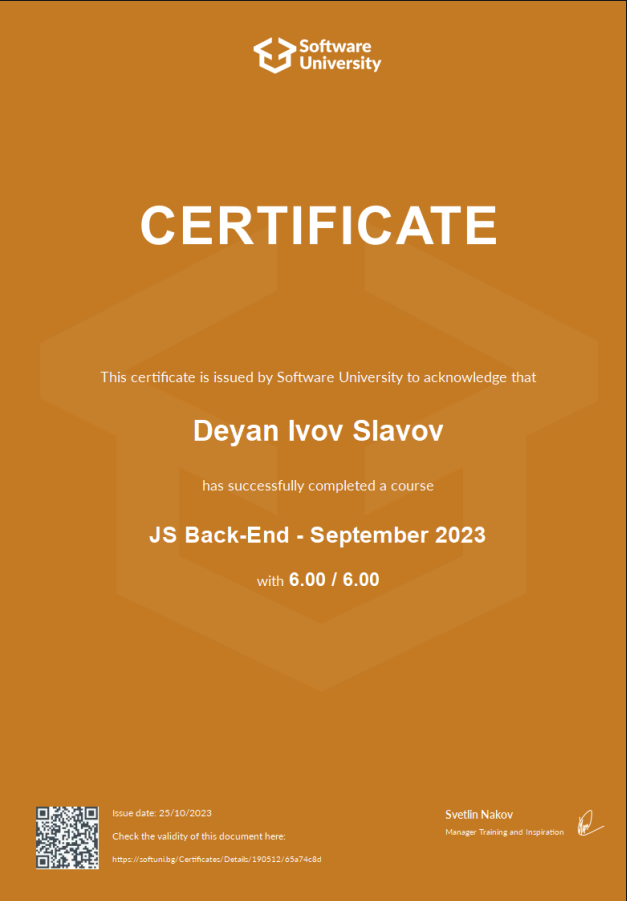 Software
University
CERTIFICATE
This certificate is issued by Software University to acknowledge that
Deyan Ivov Slavov
has successfully completed a course
JS Back-End - September 2023
with 6.00 / 6.00
Issue date: 25/10/2023
Check the validity of this document here:
https://softuni.bg/Certificates/Details/190512/65a74c8d
Svetlin Nakov
Manager Training and Inspiration